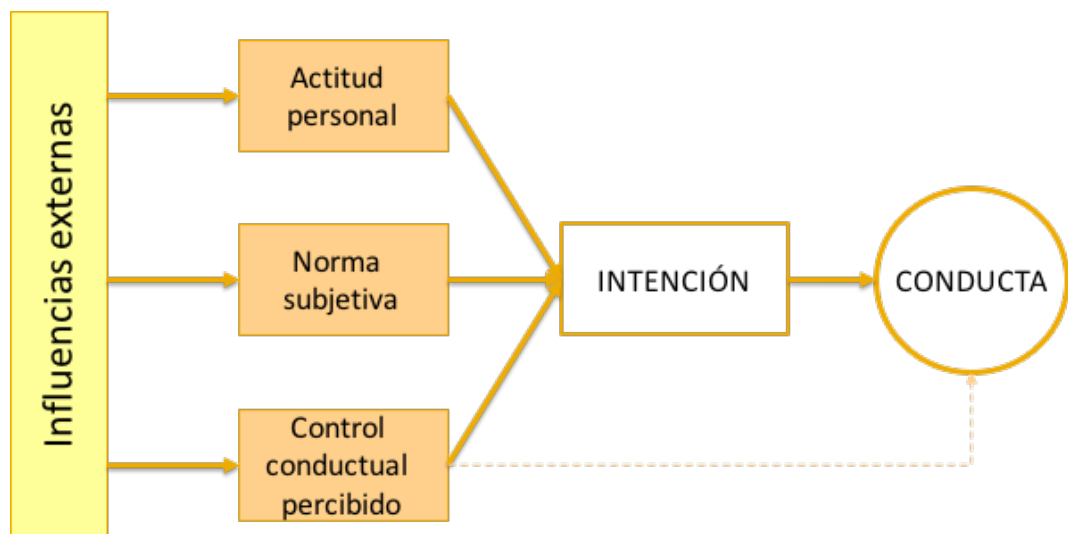 Influencias externas
Actitud
personal
Norma
subjetiva
Control
conductual
percibido
INTENCIÓN
CONDUCTA